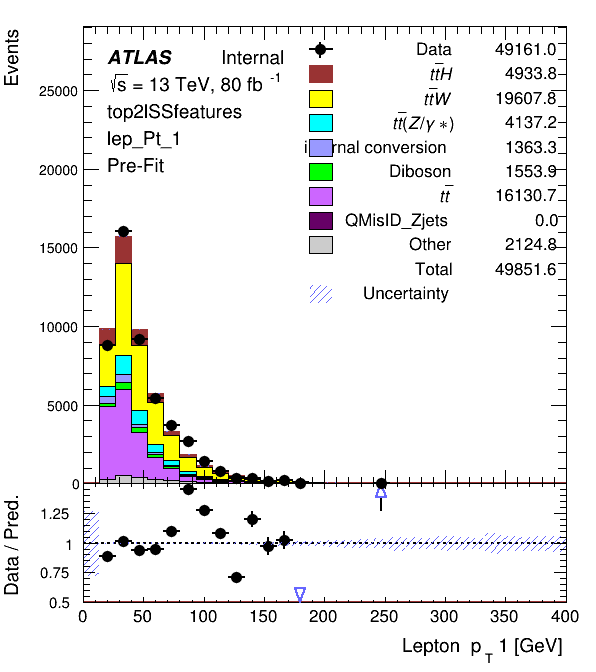 Events
ATLAS Internal
√s = 13 TeV, 80 fb -1
top2lSSfeatures
lep_Pt_1
Pre-Fit
Data 49161.0
tt̄H 4933.8
tt̄W 19607.8
tt̄(Z/γ *) 4137.2
internal conversion 1363.3
Diboson 1553.9
tt̄ 16130.7
QMisID_Zjets 0.0
Other 2124.8
Total 49851.6
Uncertainty
25000
20000
15000
10000
5000
0
Data / Pred.
1.25
1
0.75
0.5
0 50 100 150 200 250 300 350 400
Lepton p_T 1 [GeV]